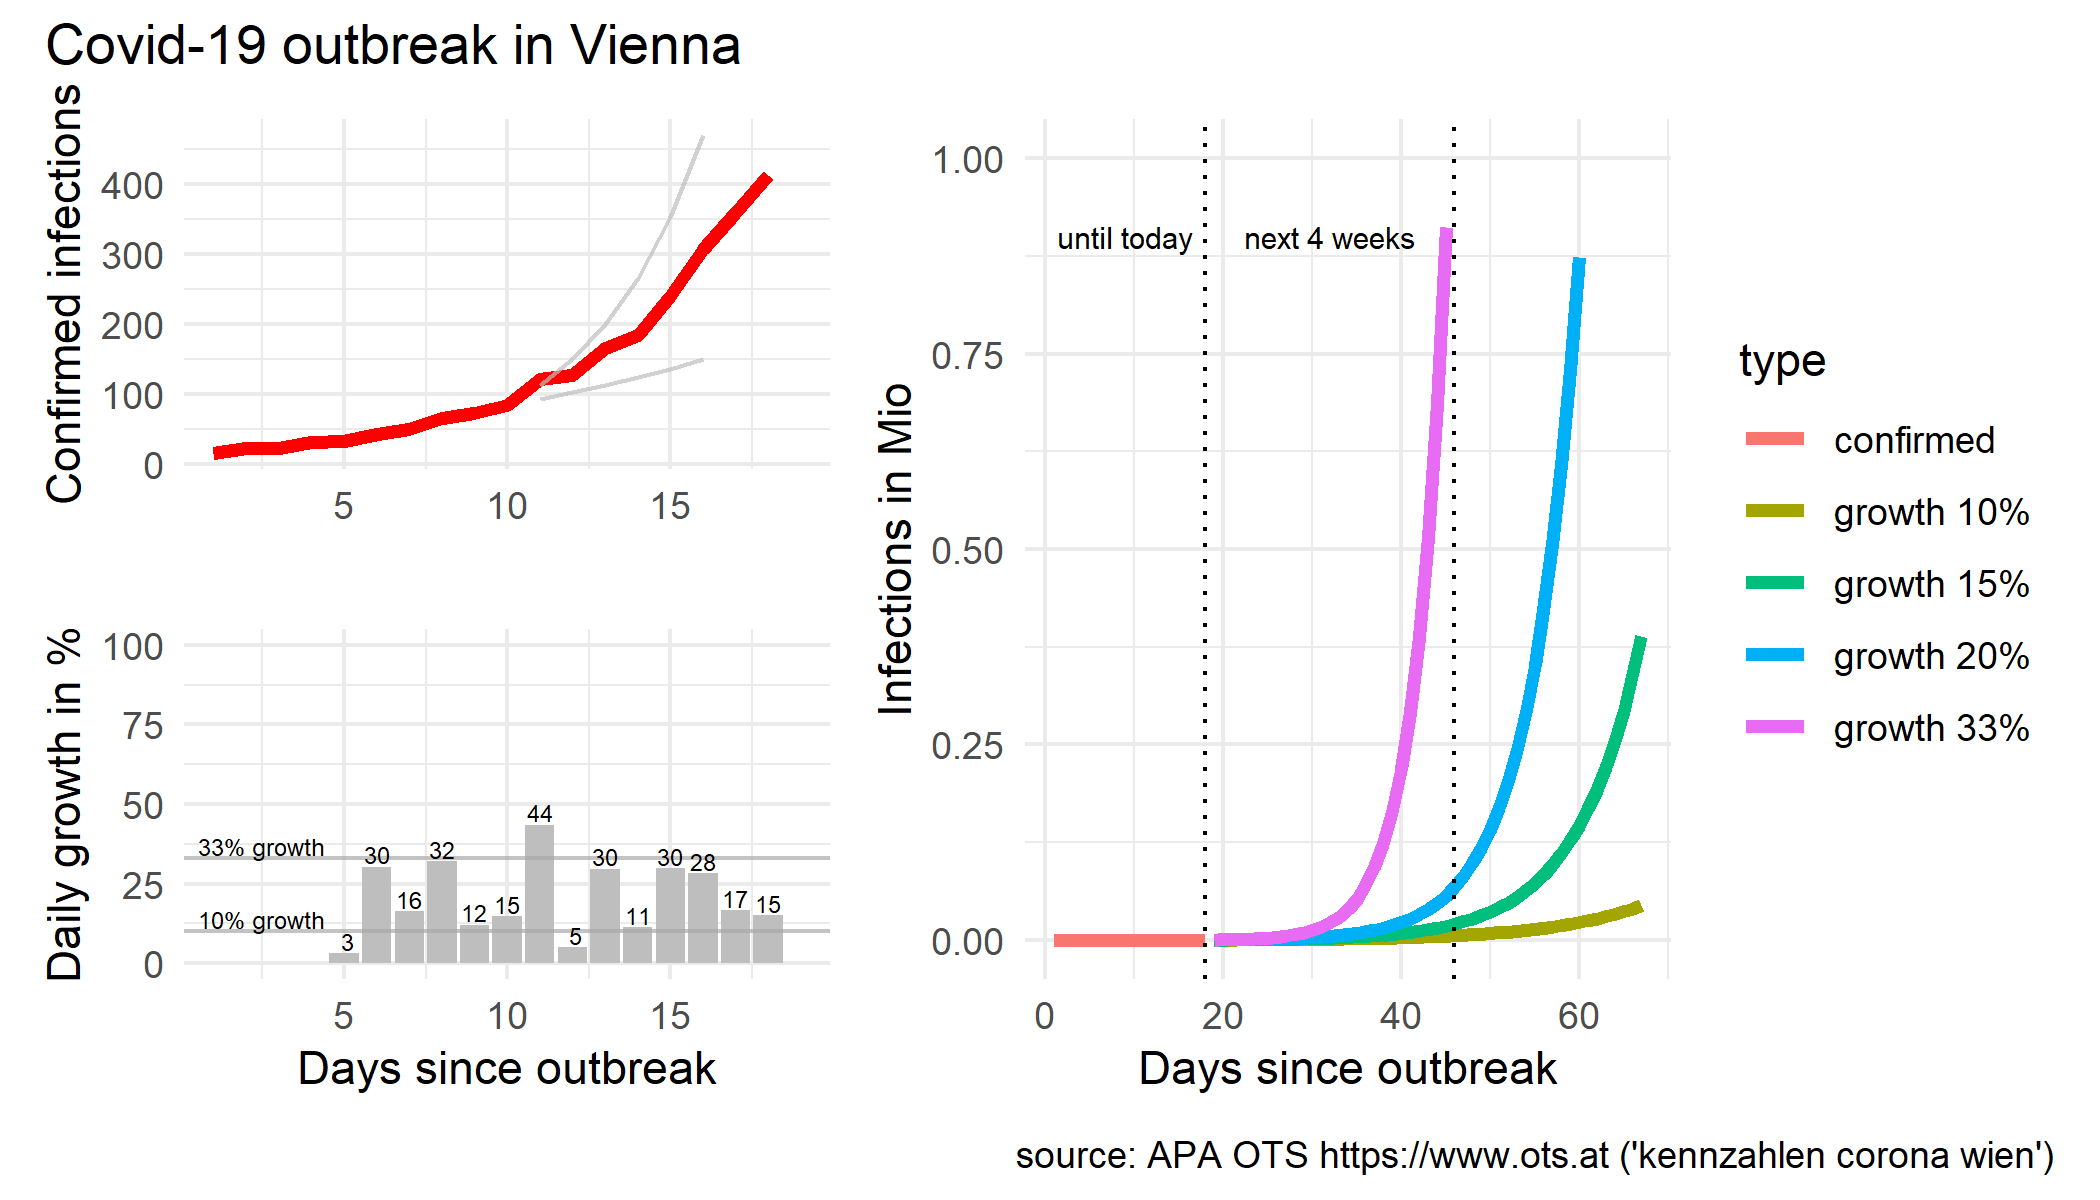 Covid-19 outbreak in Vienna
Confirmed infections
400
300
200
100
0
5 10 15
Daily growth in %
100
75
50
25
0
33% growth
10% growth
3 30 16 32 12 15 44 5 30 11 30 28 17 15
5 10 15
Days since outbreak
Infections in Mio
1.00
0.75
0.50
0.25
0.00
until today
next 4 weeks
0 20 40 60
Days since outbreak
type
confirmed
growth 10%
growth 15%
growth 20%
growth 33%
source: APA OTS https://www.ots.at ('kennzahlen corona wien')